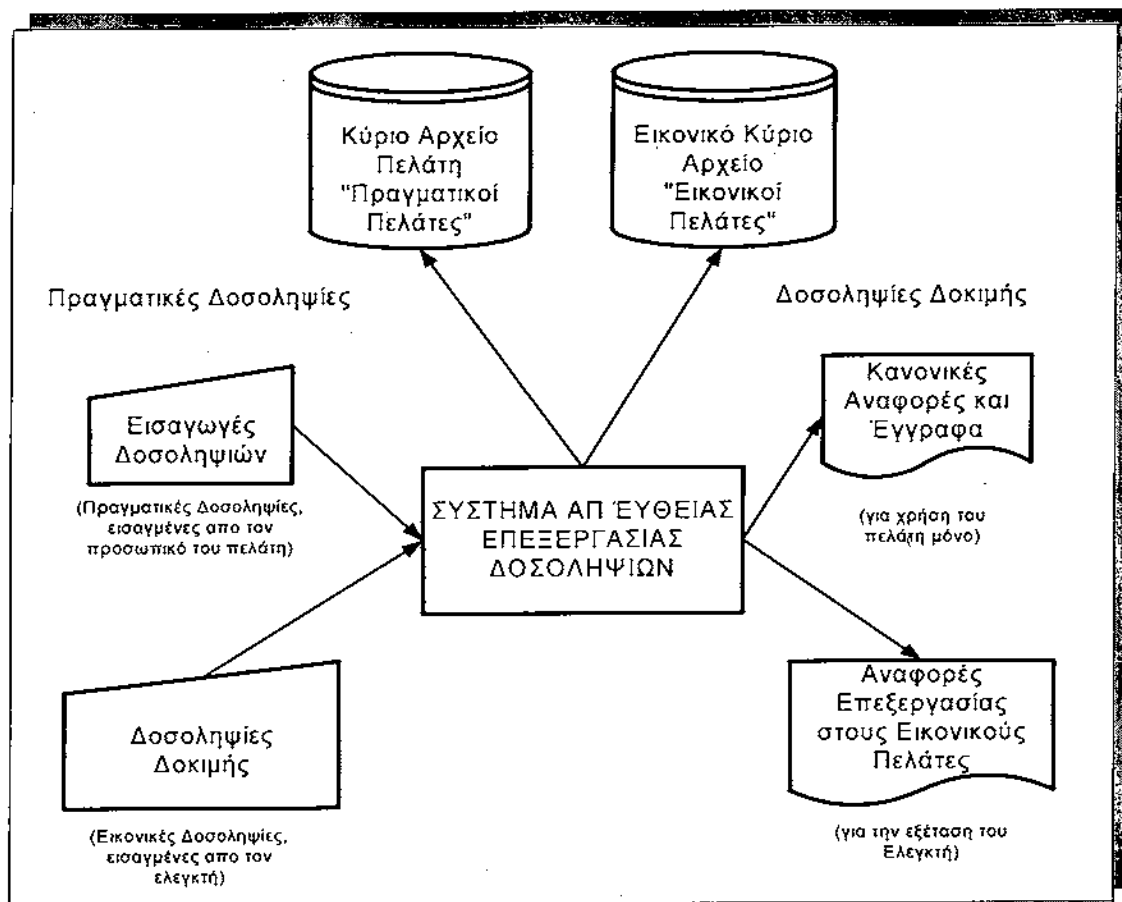 Κύριο Αρχείο
Πελάτη
"Πραγματικοί
Πελάτες"
Εικονικό Κύριο
Αρχείο
"Εικονικοί
Πελάτες"
Πραγματικές Δοσοληψίες
Δοσοληψίες Δοκιμής
Εισαγωγές
Δοσοληψιών
(Πραγματικές Δοσοληψίες,
εισαγμένες απο τον
προσωπικό του πελάτη)
ΣΥΣΤΗΜΑ ΑΠ ΈΥΘΕΙΑΣ
ΕΠΕΞΕΡΓΑΣΙΑΣ
ΔΟΣΟΛΗΨΙΩΝ
Κανονικές
Αναφορές και
Έγγραφα
(για χρήση του
πελάτη μόνο)
Δοσοληψίες
Δοκιμής
(Εικονικές Δοσοληψίες,
εισαγμένες απο τον
ελεγκτή)
Αναφορές
Επεξεργασίας
στους Εικονικούς
Πελάτες
(για την εξέταση του
Ελεγκτή)